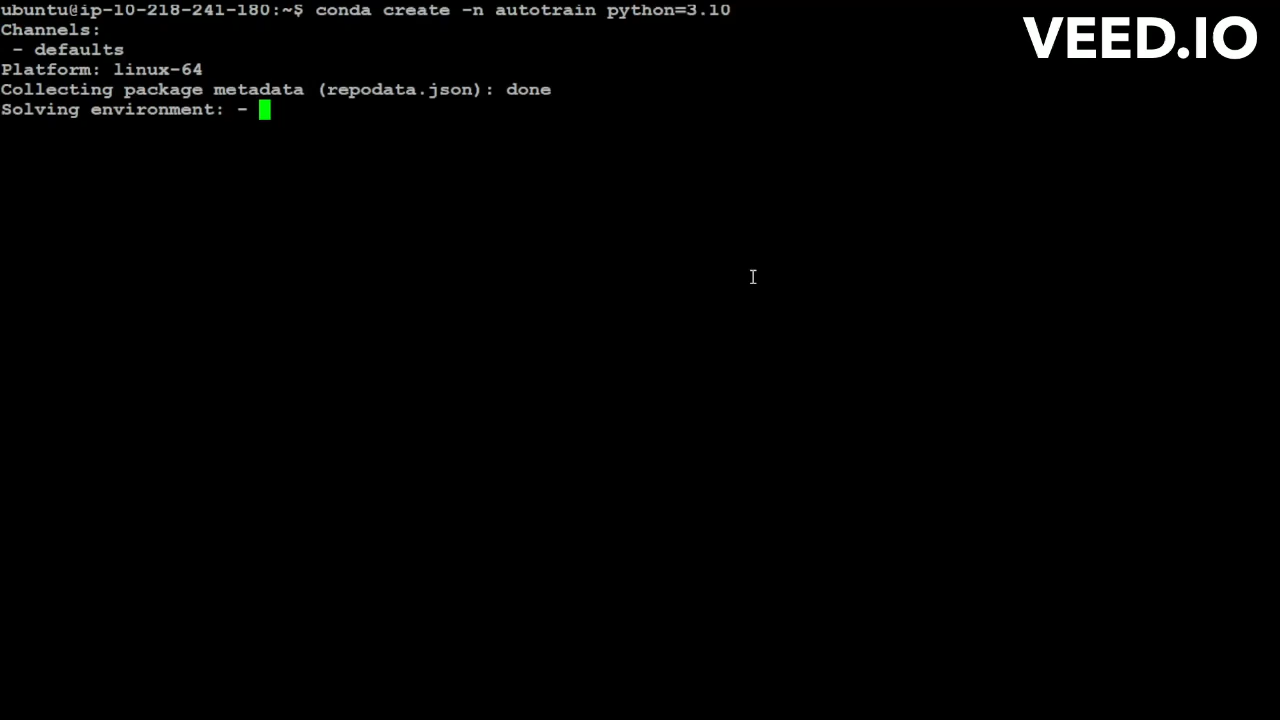 ubuntu@ip-10-218-241-180:~$ conda create -n autotrain python=3.10
Channels:
 - defaults
Platform: linux-64
Collecting package metadata (repodata.json): done
Solving environment: -
VEED.IO